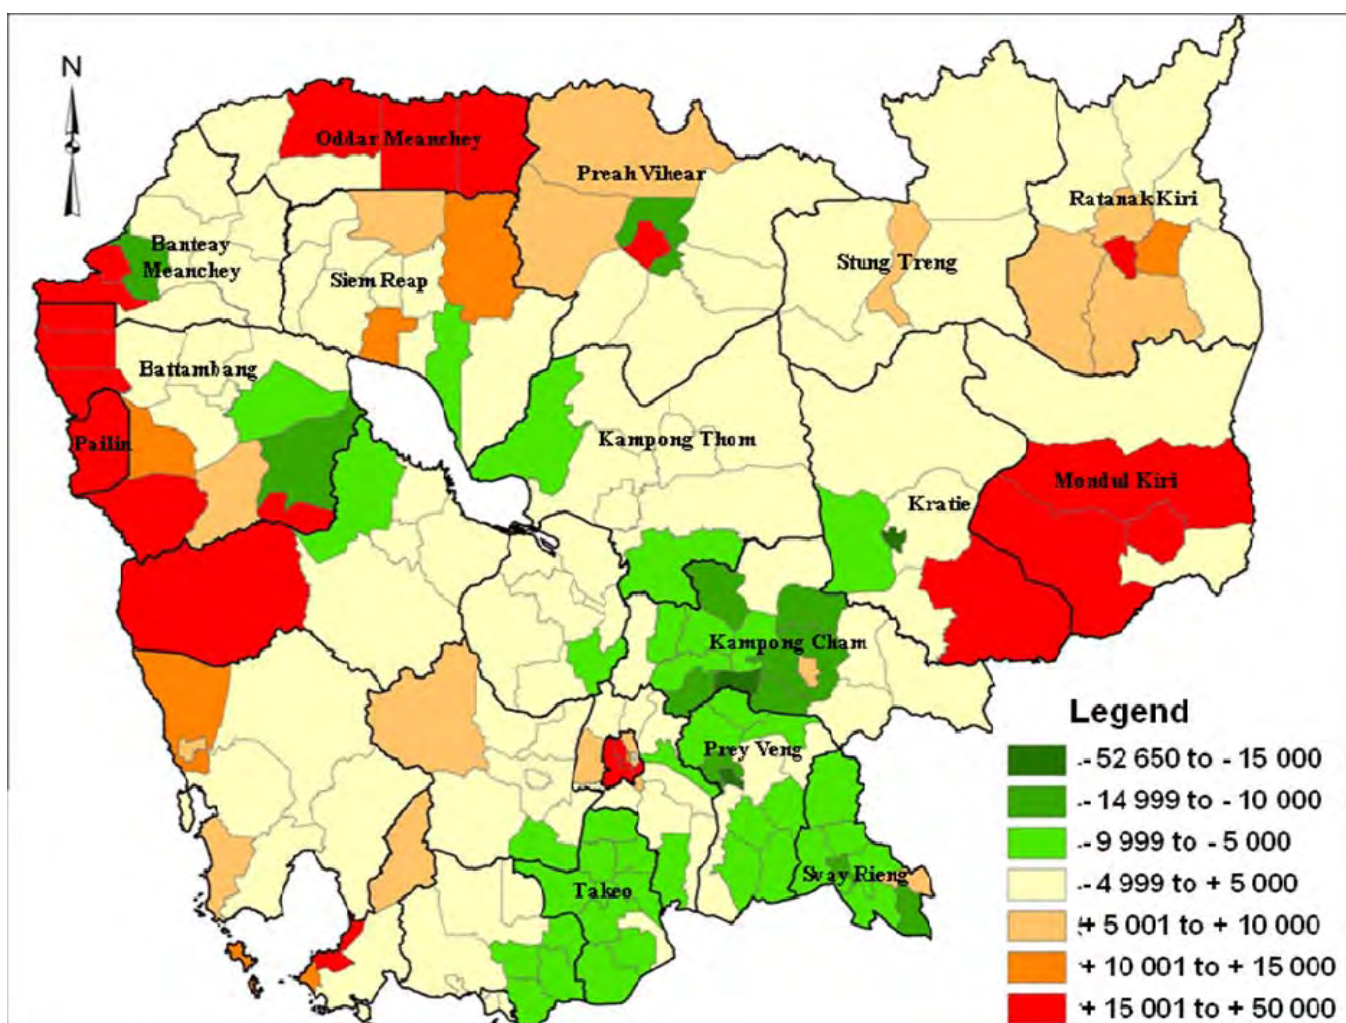 N
Oddar Meanchey
Preah Vihear
Ratanak Kiri
Banteay
Meanchey
Siem Reap
Stung Treng
Battambang
Pailin
Kampong Thom
Mondul Kiri
Kratie
Kampong Cham
Prey Veng
Takeo
Svay Rieng
Legend
- 52 650 to - 15 000
- 14 999 to - 10 000
- 9 999 to - 5 000
- 4 999 to + 5 000
+ 5 001 to + 10 000
+ 10 001 to + 15 000
+ 15 001 to + 50 000